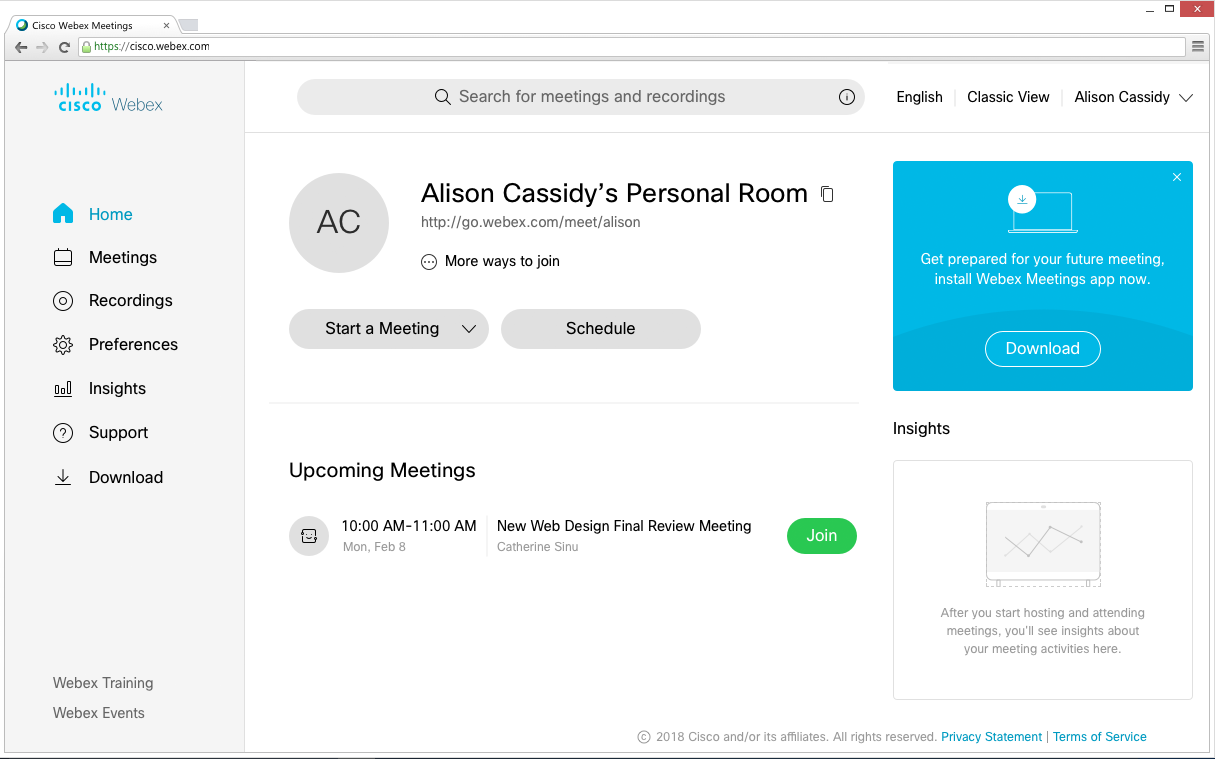 Cisco Webex Meetings
https://cisco.webex.com
CISCO Webex
Search for meetings and recordings
English
Classic View
Alison Cassidy
Home
Meetings
Recordings
Preferences
Insights
Support
Download
Webex Training
Webex Events
AC
Alison Cassidy’s Personal Room
http://go.webex.com/meet/alison
More ways to join
Start a Meeting
Schedule
Upcoming Meetings
10:00 AM-11:00 AM
Mon, Feb 8
New Web Design Final Review Meeting
Catherine Sinu
Join
Get prepared for your future meeting,
install Webex Meetings app now.
Download
Insights
After you start hosting and attending
meetings, you’ll see insights about
your meeting activities here.
© 2018 Cisco and/or its affiliates. All rights reserved. Privacy Statement | Terms of Service